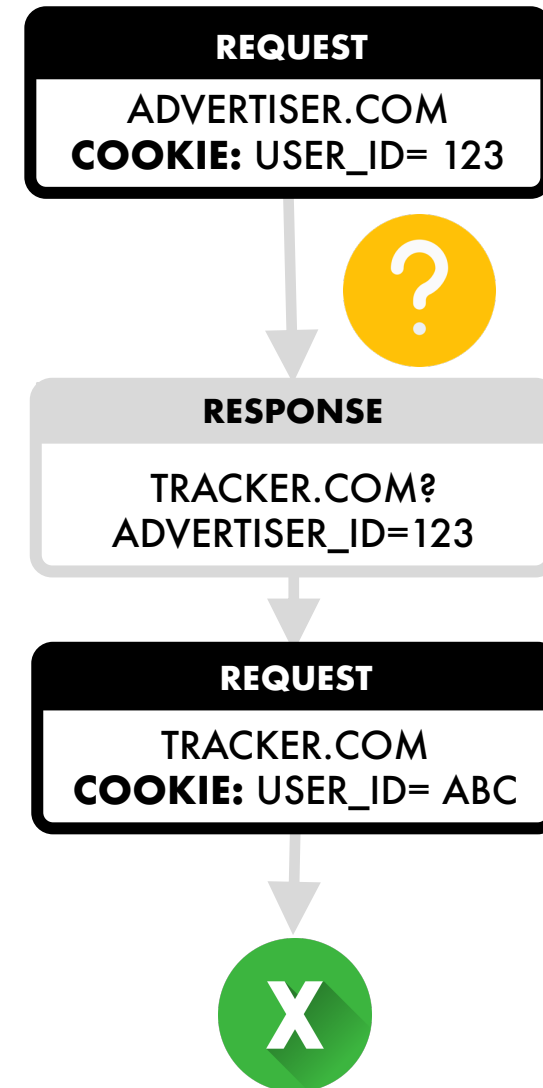 REQUEST
ADVERTISER.COM
COOKIE: USER_ID= 123
?
RESPONSE
TRACKER.COM?
ADVERTISER_ID=123
REQUEST
TRACKER.COM
COOKIE: USER_ID= ABC
X